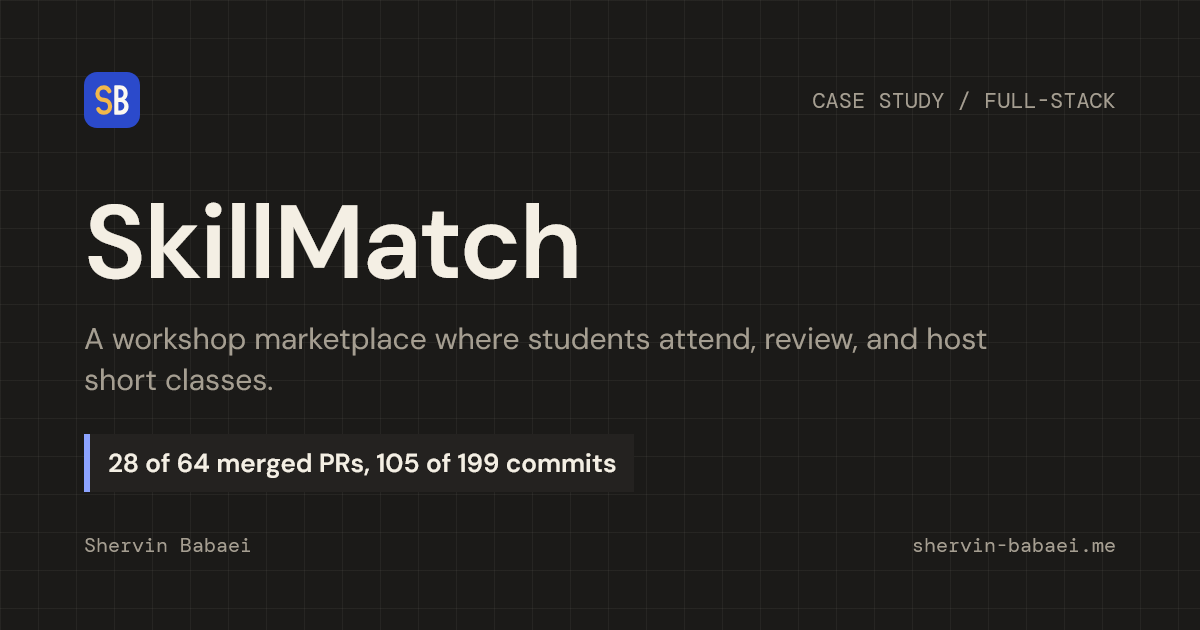 SB
CASE STUDY / FULL-STACK
SkillMatch
A workshop marketplace where students attend, review, and host
short classes.
28 of 64 merged PRs, 105 of 199 commits
Shervin Babaei
shervin-babaei.me